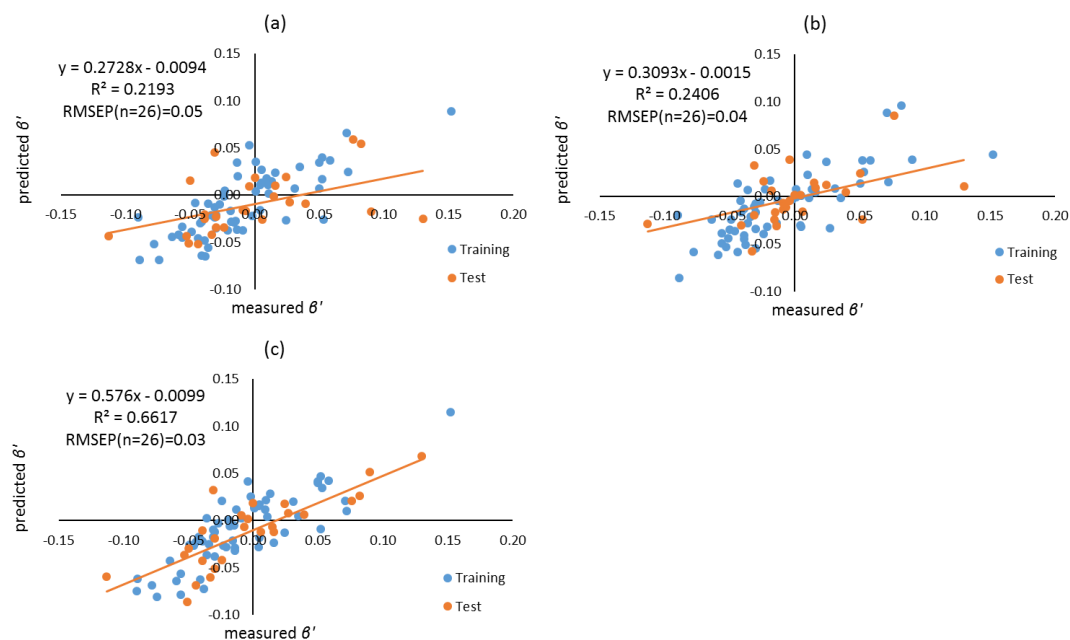 (a)
0.15
y = 0.2728x - 0.0094
R² = 0.2193
RMSEP(n=26)=0.05
0.10
0.05
0.00
-0.15
-0.10
-0.05
0.00
0.05
0.10
0.15
0.20
-0.05
-0.10
predicted β'
measured β'
Training
Test
(b)
0.15
y = 0.3093x - 0.0015
R² = 0.2406
RMSEP(n=26)=0.04
0.10
0.05
0.00
-0.15
-0.10
-0.05
0.00
0.05
0.10
0.15
0.20
-0.05
-0.10
predicted β'
measured β'
Training
Test
(c)
0.15
y = 0.576x - 0.0099
R² = 0.6617
RMSEP(n=26)=0.03
0.10
0.05
0.00
-0.15
-0.10
-0.05
0.00
0.05
0.10
0.15
0.20
-0.05
-0.10
predicted β'
measured β'
Training
Test